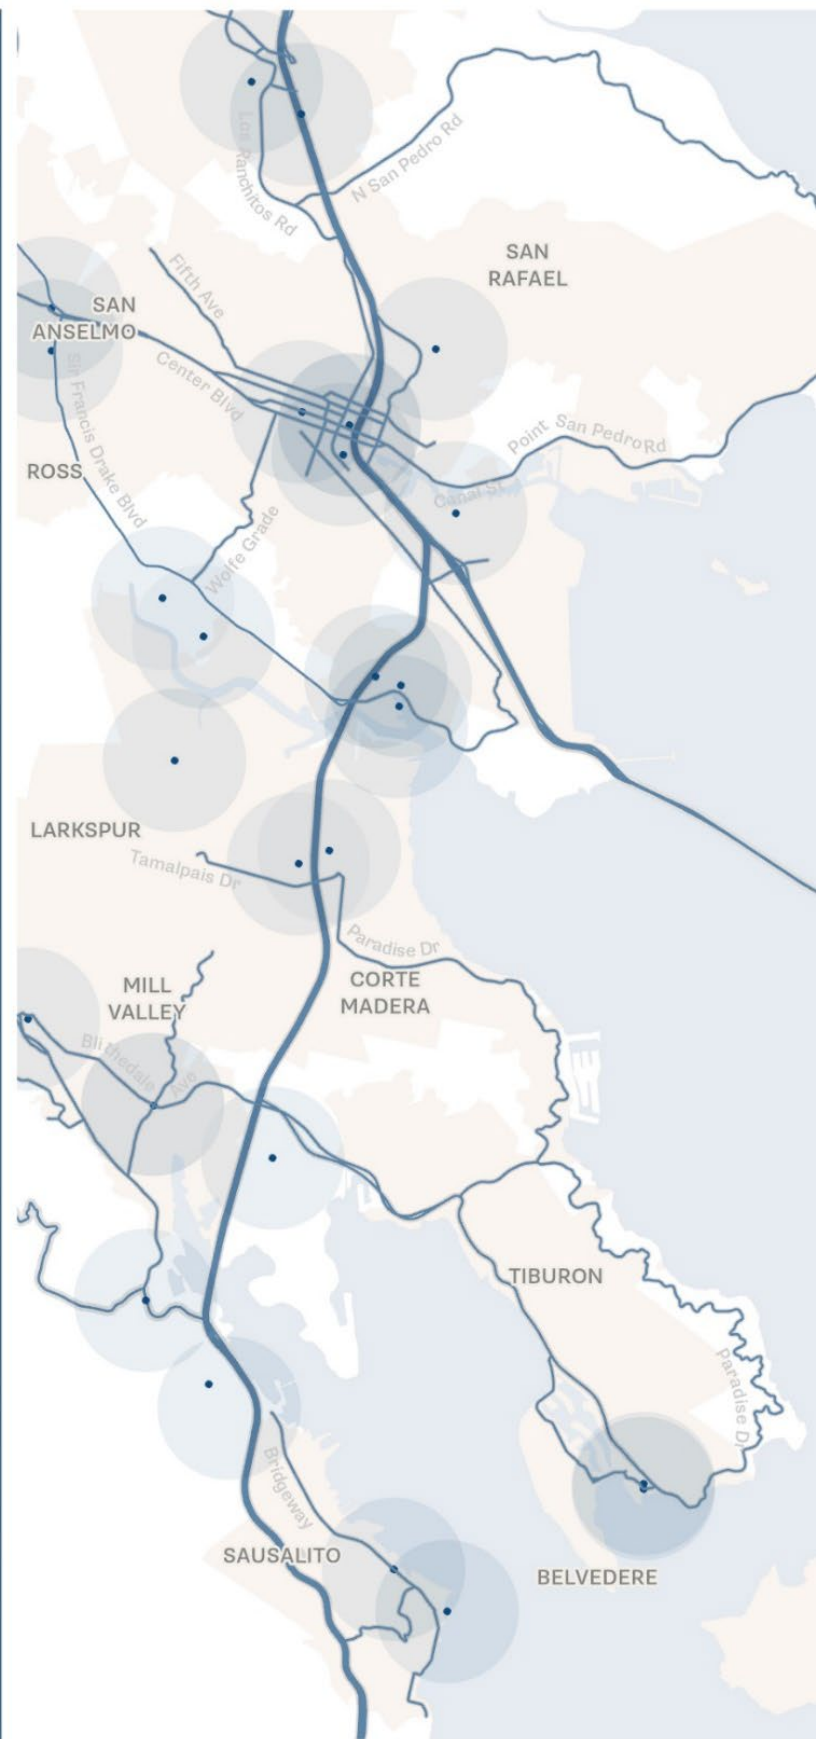 Los Ranchitos Rd
N San Pedro Rd
SAN
RAFAEL
Fifth Ave
SAN
ANSELMO
Center Blvd
Sir Francis Drake Blvd
Point San Pedro Rd
ROSS
Canal St
Wolfe Grade
LARKSPUR
Tamalpais Dr
Paradise Dr
MILL
VALLEY
CORTE
MADERA
Blithedale Ave
TIBURON
Paradise Dr
Bridgeway
SAUSALITO
BELVEDERE